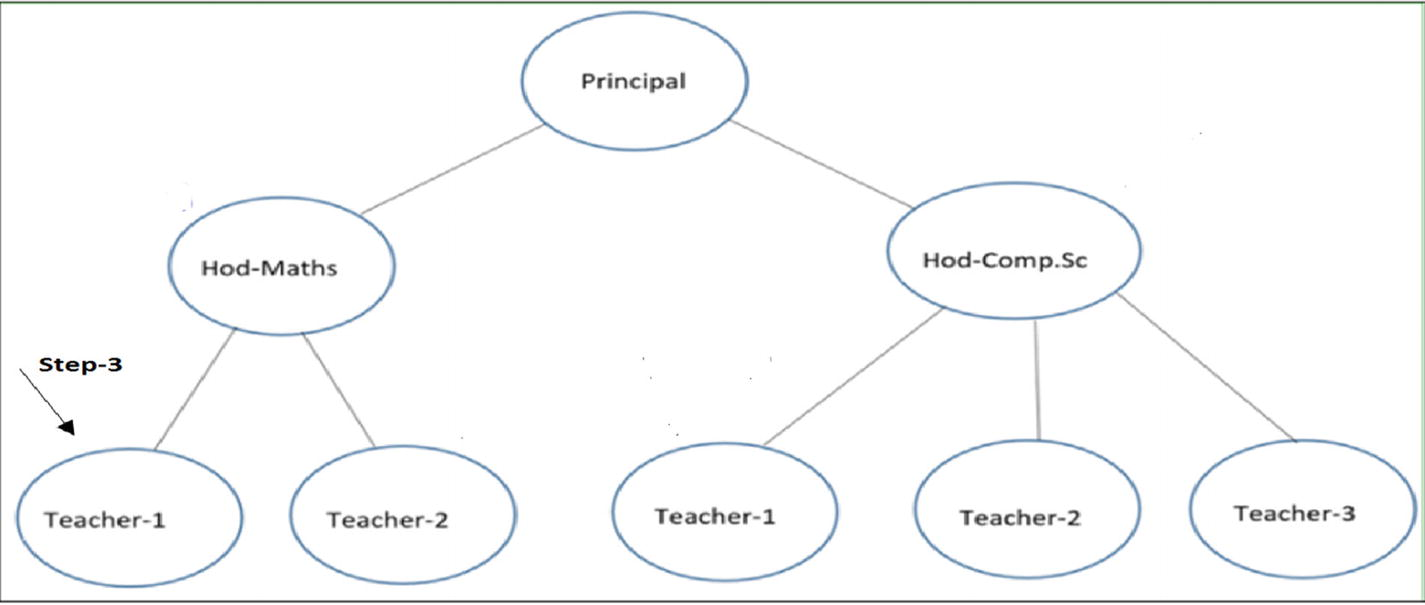 Principal
Hod-Maths
Hod-Comp.Sc
Step-3
Teacher-1
Teacher-2
Teacher-1
Teacher-2
Teacher-3